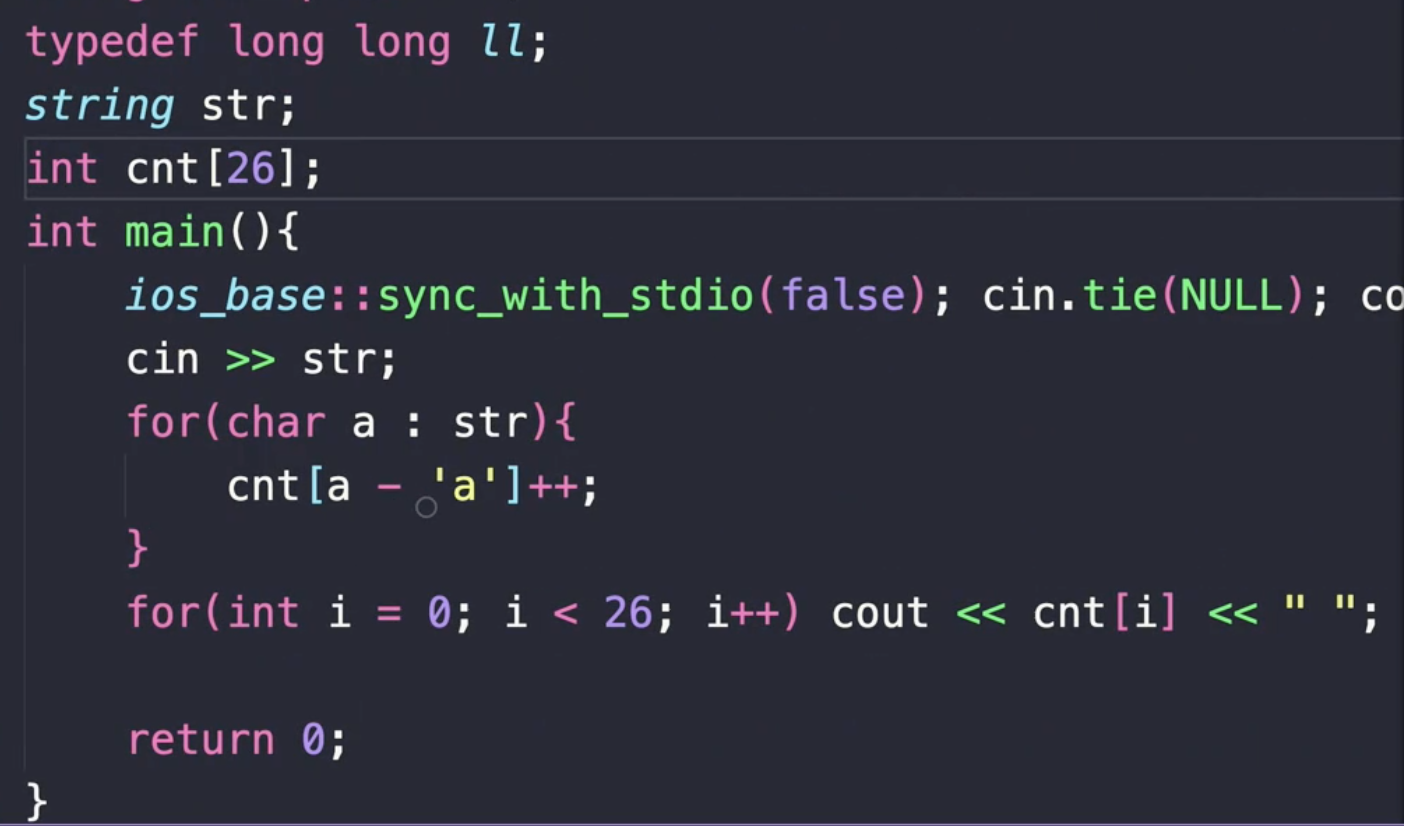 typedef long long ll;
string str;
int cnt[26];
int main(){
    ios_base::sync_with_stdio(false); cin.tie(NULL); co
    cin >> str;
    for(char a : str){
        cnt[a - 'a']++;
    }
    for(int i = 0; i < 26; i++) cout << cnt[i] << " ";
    return 0;
}